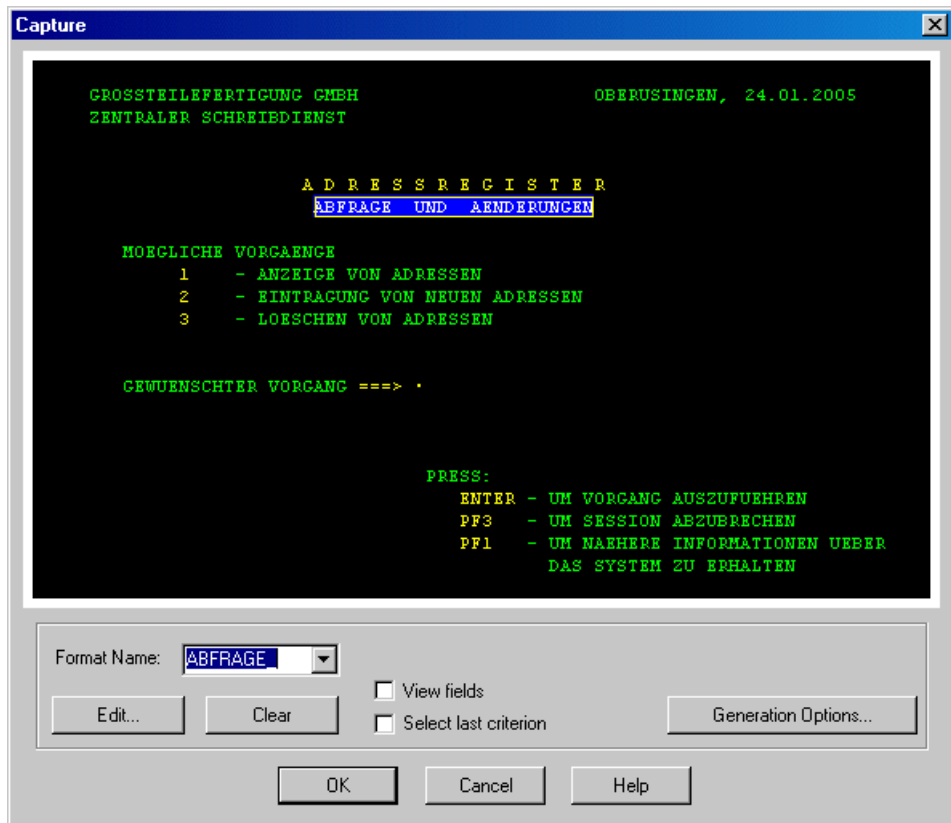 Capture
GROSSTEILEFERTIGUNG GMBH OBERUSINGEN, 24.01.2005
ZENTRALER SCHREIBDIENST
A D R E S S R E G I S T E R
ABFRAGE UND AENDERUNGEN
MOEGLICHE VORGAENGE
1 - ANZEIGE VON ADRESSEN
2 - EINTRAGUNG VON NEUEN ADRESSEN
3 - LOESCHEN VON ADRESSEN
GEWUENSCHTER VORGANG ===> .
PRESS:
ENTER - UM VORGANG AUSZUFUEHREN
PF3 - UM SESSION ABZUBRECHEN
PF1 - UM NAEHERE INFORMATIONEN UEBER
DAS SYSTEM ZU ERHALTEN
Format Name: ABFRAGE_
View fields
Edit... Clear Select last criterion Generation Options...
OK Cancel Help